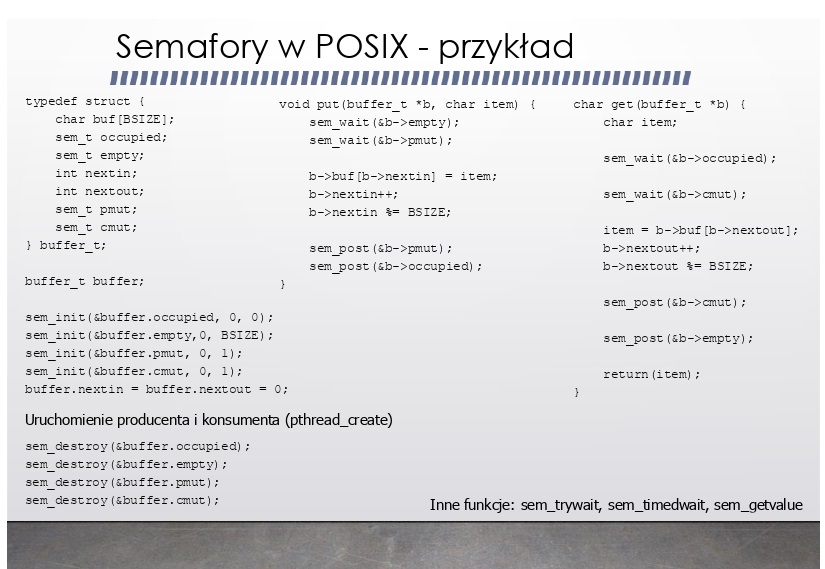 Semafory w POSIX - przykład
typedef struct {
    char buf[BSIZE];
    sem_t occupied;
    sem_t empty;
    int nextin;
    int nextout;
    sem_t pmut;
    sem_t cmut;
} buffer_t;
buffer_t buffer;
sem_init(&buffer.occupied, 0, 0);
sem_init(&buffer.empty,0, BSIZE);
sem_init(&buffer.pmut, 0, 1);
sem_init(&buffer.cmut, 0, 1);
buffer.nextin = buffer.nextout = 0;
Uruchomienie producenta i konsumenta (pthread_create)
sem_destroy(&buffer.occupied);
sem_destroy(&buffer.empty);
sem_destroy(&buffer.pmut);
sem_destroy(&buffer.cmut);
void put(buffer_t *b, char item) {
    sem_wait(&b->empty);
    sem_wait(&b->pmut);
    b->buf[b->nextin] = item;
    b->nextin++;
    b->nextin %= BSIZE;
    sem_post(&b->pmut);
    sem_post(&b->occupied);
}
char get(buffer_t *b) {
    char item;
    sem_wait(&b->occupied);
    sem_wait(&b->cmut);
    item = b->buf[b->nextout];
    b->nextout++;
    b->nextout %= BSIZE;
    sem_post(&b->cmut);
    sem_post(&b->empty);
    return(item);
}
Inne funkcje: sem_trywait, sem_timedwait, sem_getvalue